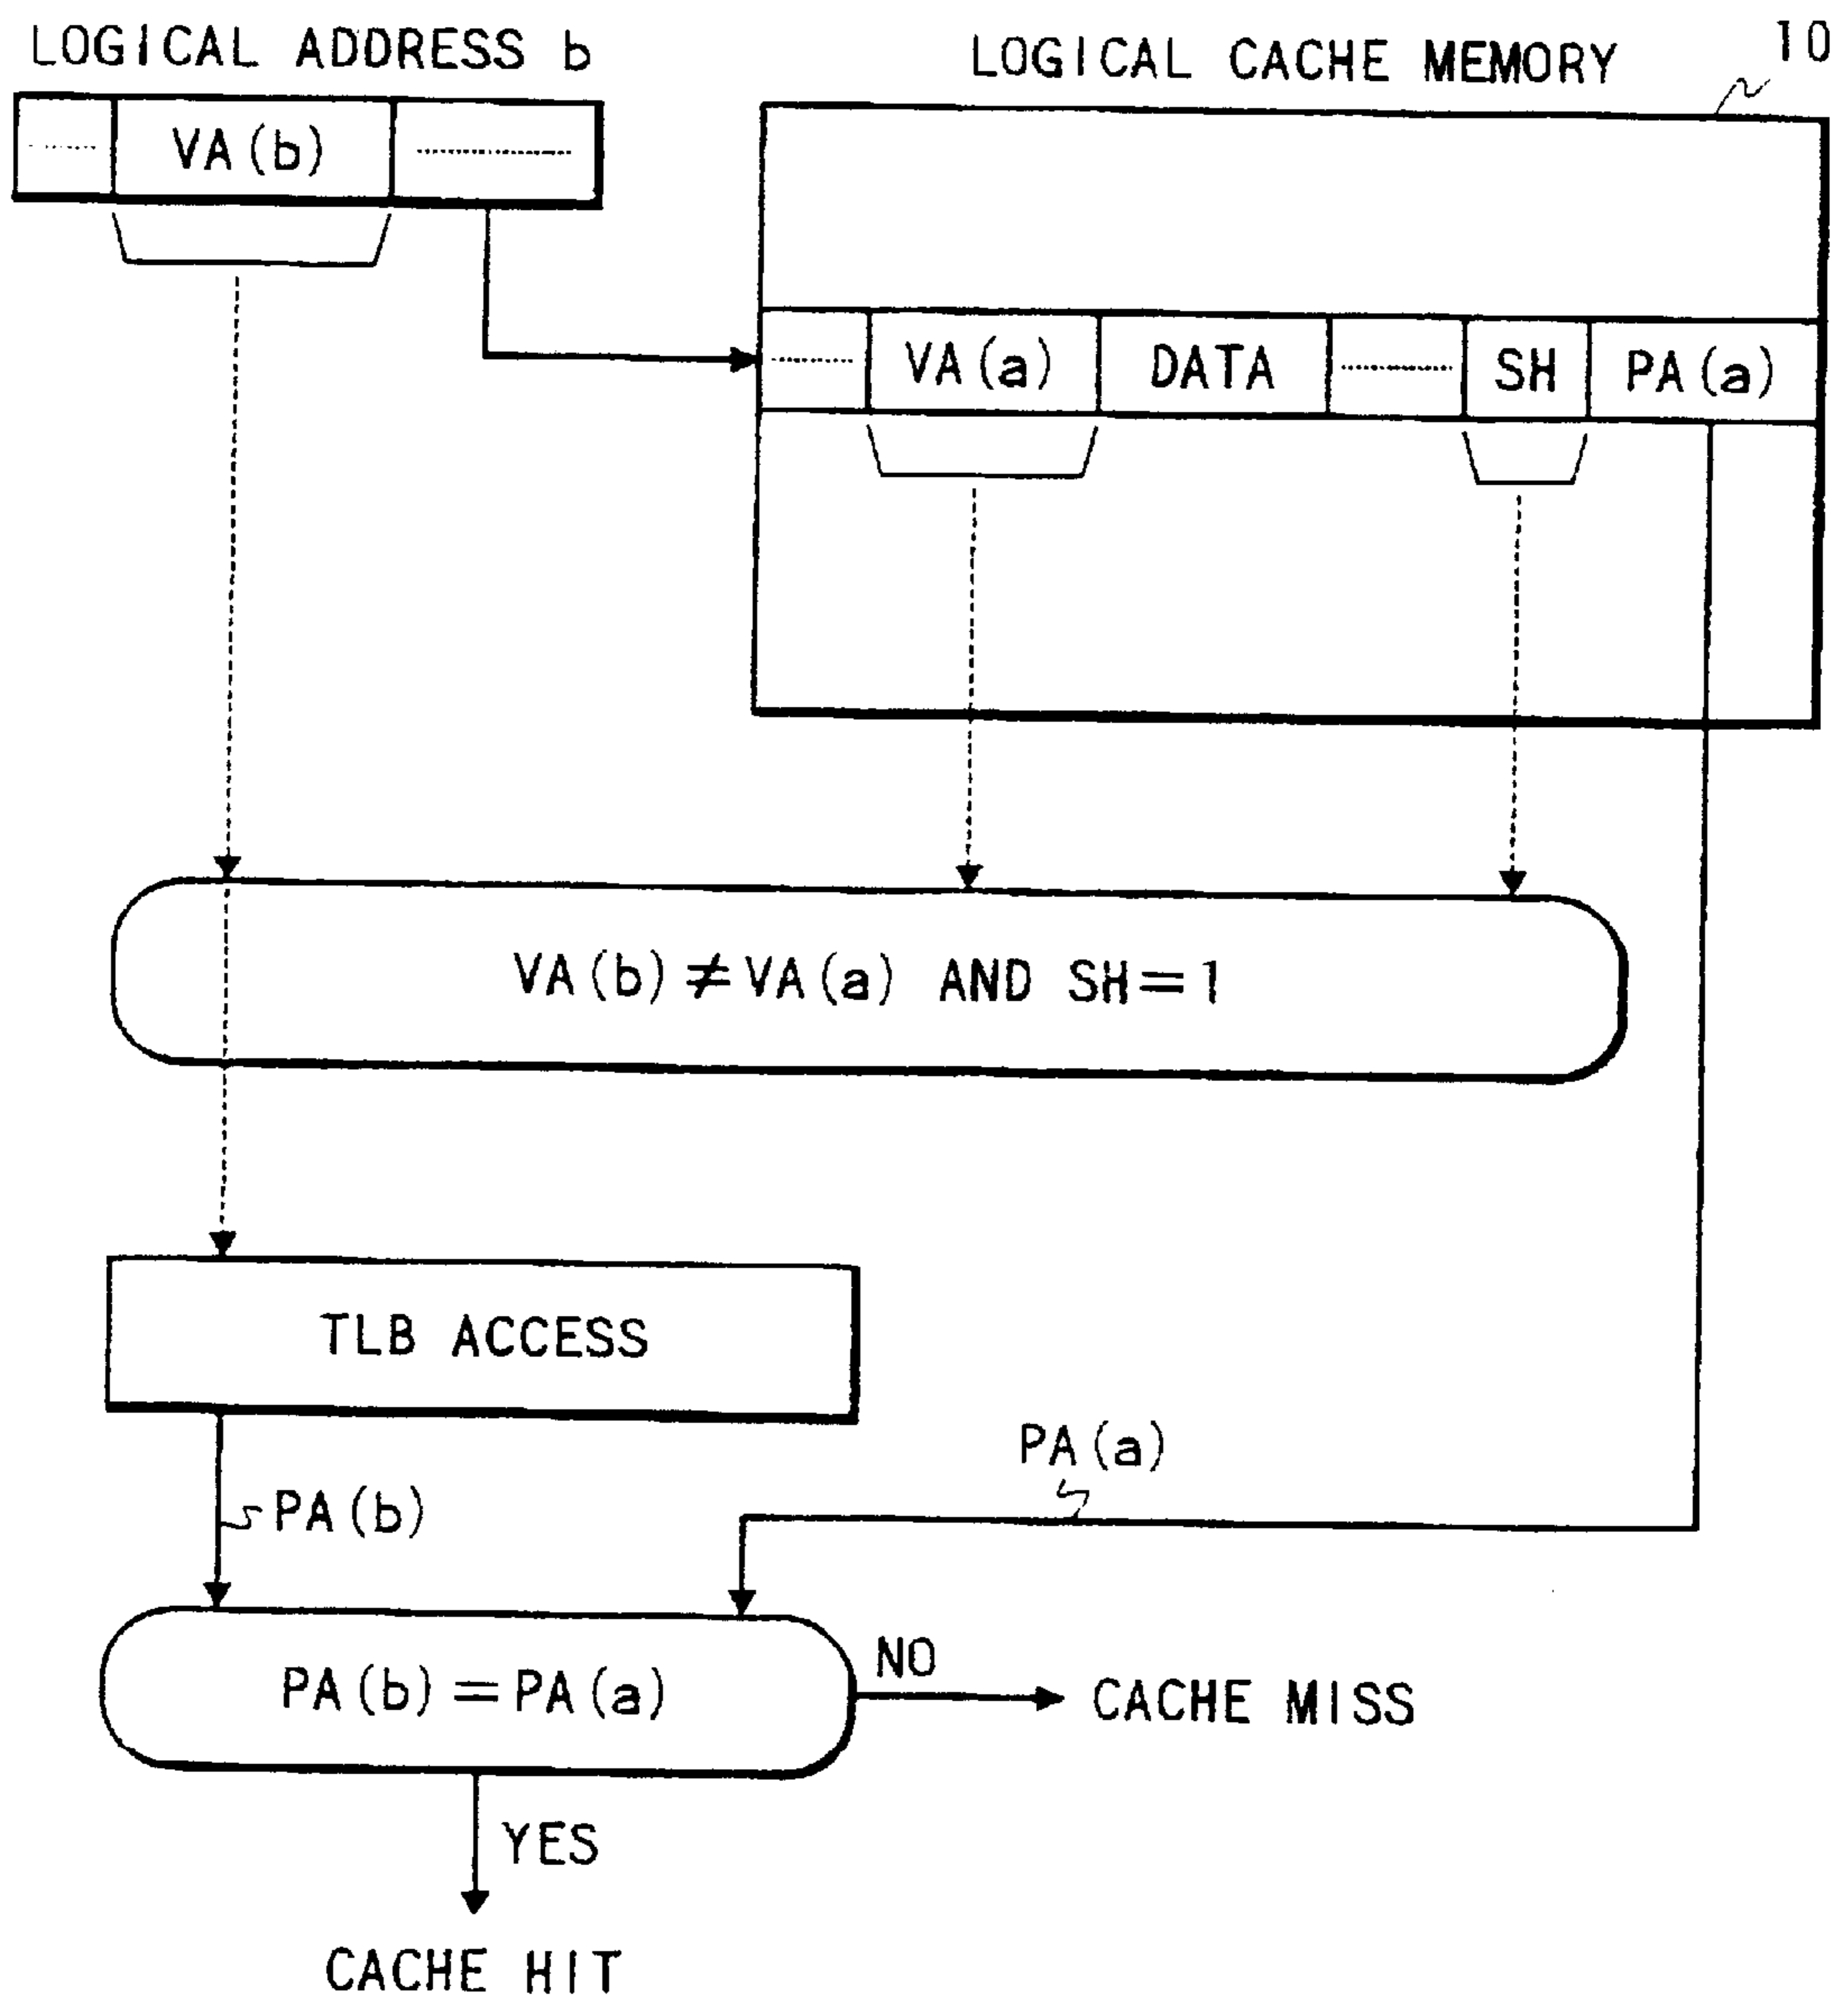 LOGICAL ADDRESS b
LOGICAL CACHE MEMORY
10
VA(b)
VA(a) DATA SH PA(a)
VA(b)≠VA(a) AND SH=1
TLB ACCESS
PA(a)
PA(b)
PA(b)=PA(a)
NO
CACHE MISS
YES
CACHE HIT